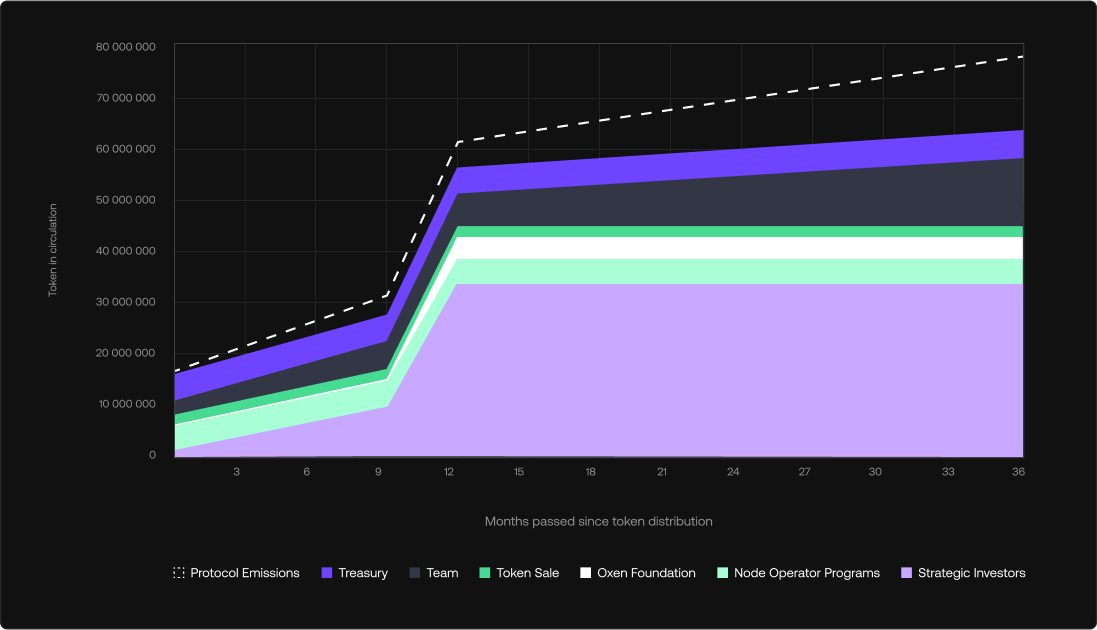 80 000 000
70 000 000
60 000 000
50 000 000
40 000 000
30 000 000
20 000 000
10 000 000
0
Token in circulation
3 6 9 12 15 18 21 24 27 30 33 36
Months passed since token distribution
Protocol Emissions Treasury Team Token Sale Oxen Foundation Node Operator Programs Strategic Investors